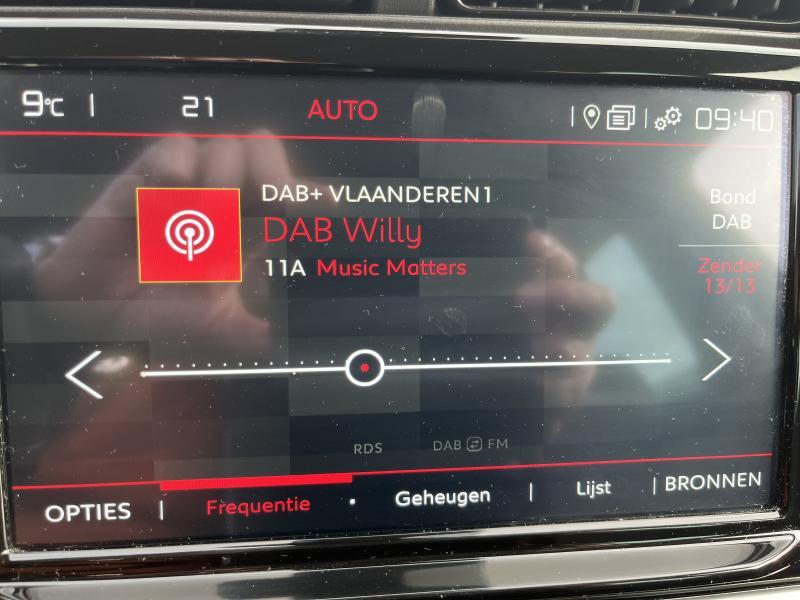 9°C | 21 AUTO | | 09:40
DAB+ VLAANDEREN1
DAB Willy
11A Music Matters
Band
DAB
Zender
13/13
RDS DAB FM
OPTIES | Frequentie Geheugen | Lijst | BRONNEN